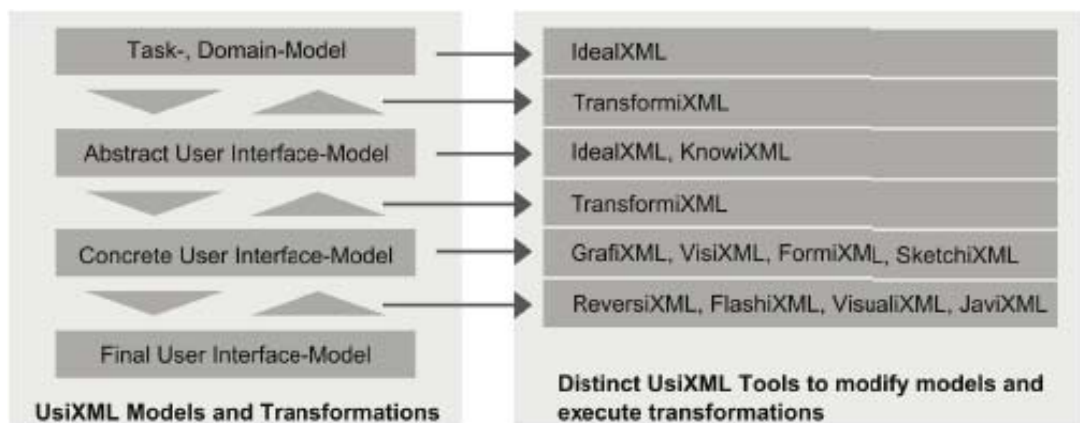 Task-, Domain-Model
Abstract User Interface-Model
Concrete User Interface-Model
Final User Interface-Model
UsiXML Models and Transformations
IdealXML
TransformiXML
IdealXML, KnowiXML
TransformiXML
GrafiXML, VisiXML, FormiXML, SketchiXML
ReversiXML, FlashiXML, VisualiXML, JaviXML
Distinct UsiXML Tools to modify models and
execute transformations